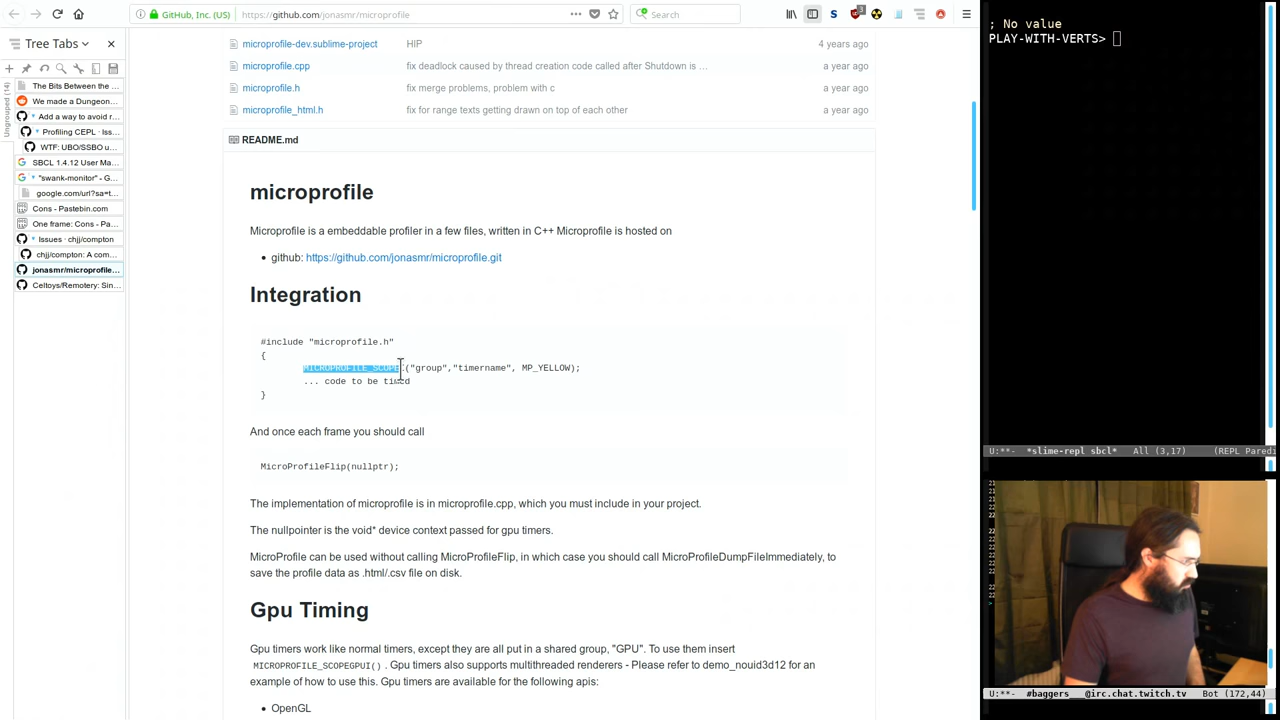 GitHub, Inc. (US)
https://github.com/jonasmr/microprofile
Search
3
; No value
PLAY-WITH-VERTS>
Tree Tabs
Ungrouped (14)
The Bits Between the
We made a Dungeon...
Add a way to avoid r
Profiling CEPL · Iss...
WTF: UBO/SSBO u...
SBCL 1.4.12 User Ma...
"swank-monitor" - G...
google.com/url?sa=t...
Cons - Pastebin.com
One frame: Cons - Pa...
Issues · chjj/compton
chjj/compton: A com...
jonasmr/microprofile...
Celtoys/Remotery: Sin...
microprofile-dev.sublime-project HIP 4 years ago
microprofile.cpp fix deadlock caused by thread creation code called after Shutdown is ... a year ago
microprofile.h fix merge problems, problem with c a year ago
microprofile_html.h fix for range texts getting drawn on top of each other a year ago
README.md
microprofile
Microprofile is a embeddable profiler in a few files, written in C++ Microprofile is hosted on
github: https://github.com/jonasmr/microprofile.git
Integration
#include "microprofile.h"
{
MICROPROFILE_SCOPEI("group","timername", MP_YELLOW);
... code to be timed
}
And once each frame you should call
MicroProfileFlip(nullptr);
The implementation of microprofile is in microprofile.cpp, which you must include in your project.
The nullpointer is the void* device context passed for gpu timers.
MicroProfile can be used without calling MicroProfileFlip, in which case you should call MicroProfileDumpFileImmediately, to
save the profile data as .html/.csv file on disk.
Gpu Timing
Gpu timers work like normal timers, except they are all put in a shared group, "GPU". To use them insert
MICROPROFILE_SCOPEGPUI() . Gpu timers also supports multithreaded renderers - Please refer to demo_nouid3d12 for an
example of how to use this. Gpu timers are available for the following apis:
OpenGL
U:**- *slime-repl sbcl* All (3,17) (REPL Paredi
U:**- #baggers___@irc.chat.twitch.tv Bot (172,44)